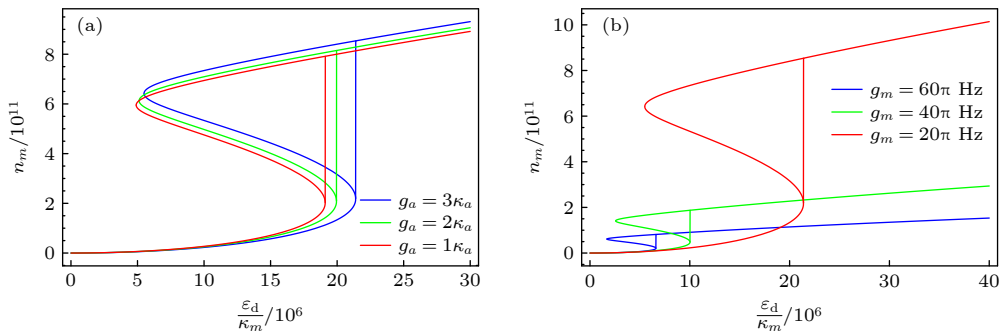 (a)
n_m/10^11
8
6
4
2
0
g_a = 3κ_a
g_a = 2κ_a
g_a = 1κ_a
0 5 10 15 20 25 30
ε_d/κ_m/10^6
(b)
n_m/10^11
10
8
6
4
2
0
g_m = 60π Hz
g_m = 40π Hz
g_m = 20π Hz
0 10 20 30 40
ε_d/κ_m/10^6